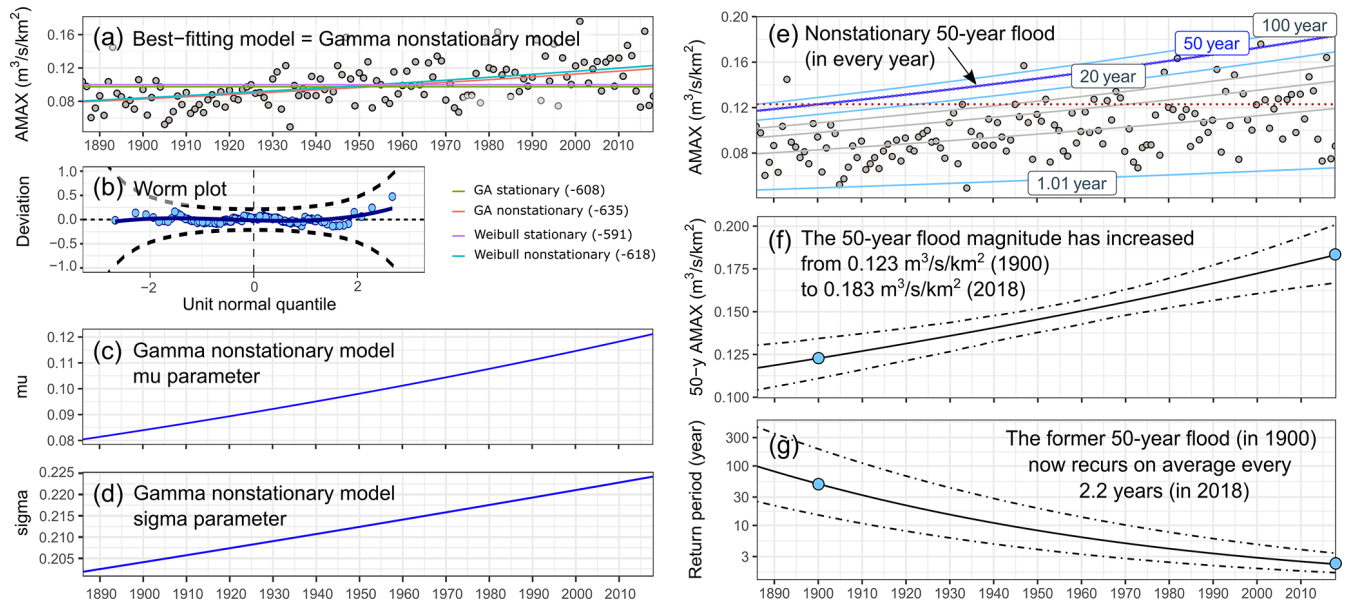 AMAX (m³/s/km²)
0.16
0.12
0.08
(a) Best−fitting model = Gamma nonstationary model
1890 1900 1910 1920 1930 1940 1950 1960 1970 1980 1990 2000 2010
Deviation
1.0
0.5
0.0
−0.5
−1.0
(b) Worm plot
−2 0 2
Unit normal quantile
GA stationary (-608)
GA nonstationary (-635)
Weibull stationary (-591)
Weibull nonstationary (-618)
mu
0.12
0.11
0.10
0.09
0.08
(c) Gamma nonstationary model
mu parameter
sigma
0.225
0.220
0.215
0.210
0.205
(d) Gamma nonstationary model
sigma parameter
1890 1900 1910 1920 1930 1940 1950 1960 1970 1980 1990 2000 2010
AMAX (m³/s/km²)
0.20
0.16
0.12
0.08
(e) Nonstationary 50-year flood
(in every year)
100 year
50 year
20 year
1.01 year
50−y AMAX (m³/s/km²)
0.200
0.175
0.150
0.125
0.100
(f) The 50-year flood magnitude has increased
from 0.123 m³/s/km² (1900)
to 0.183 m³/s/km² (2018)
Return period (year)
300
100
30
10
3
(g)
The former 50-year flood (in 1900)
now recurs on average every
2.2 years (in 2018)
1890 1900 1910 1920 1930 1940 1950 1960 1970 1980 1990 2000 2010